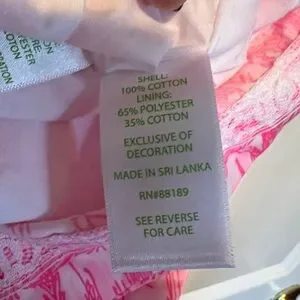 SHELL:
100% COTTON
LINING:
65% POLYESTER
35% COTTON
EXCLUSIVE OF
DECORATION
MADE IN SRI LANKA
RN#88189
SEE REVERSE
FOR CARE
COTTON